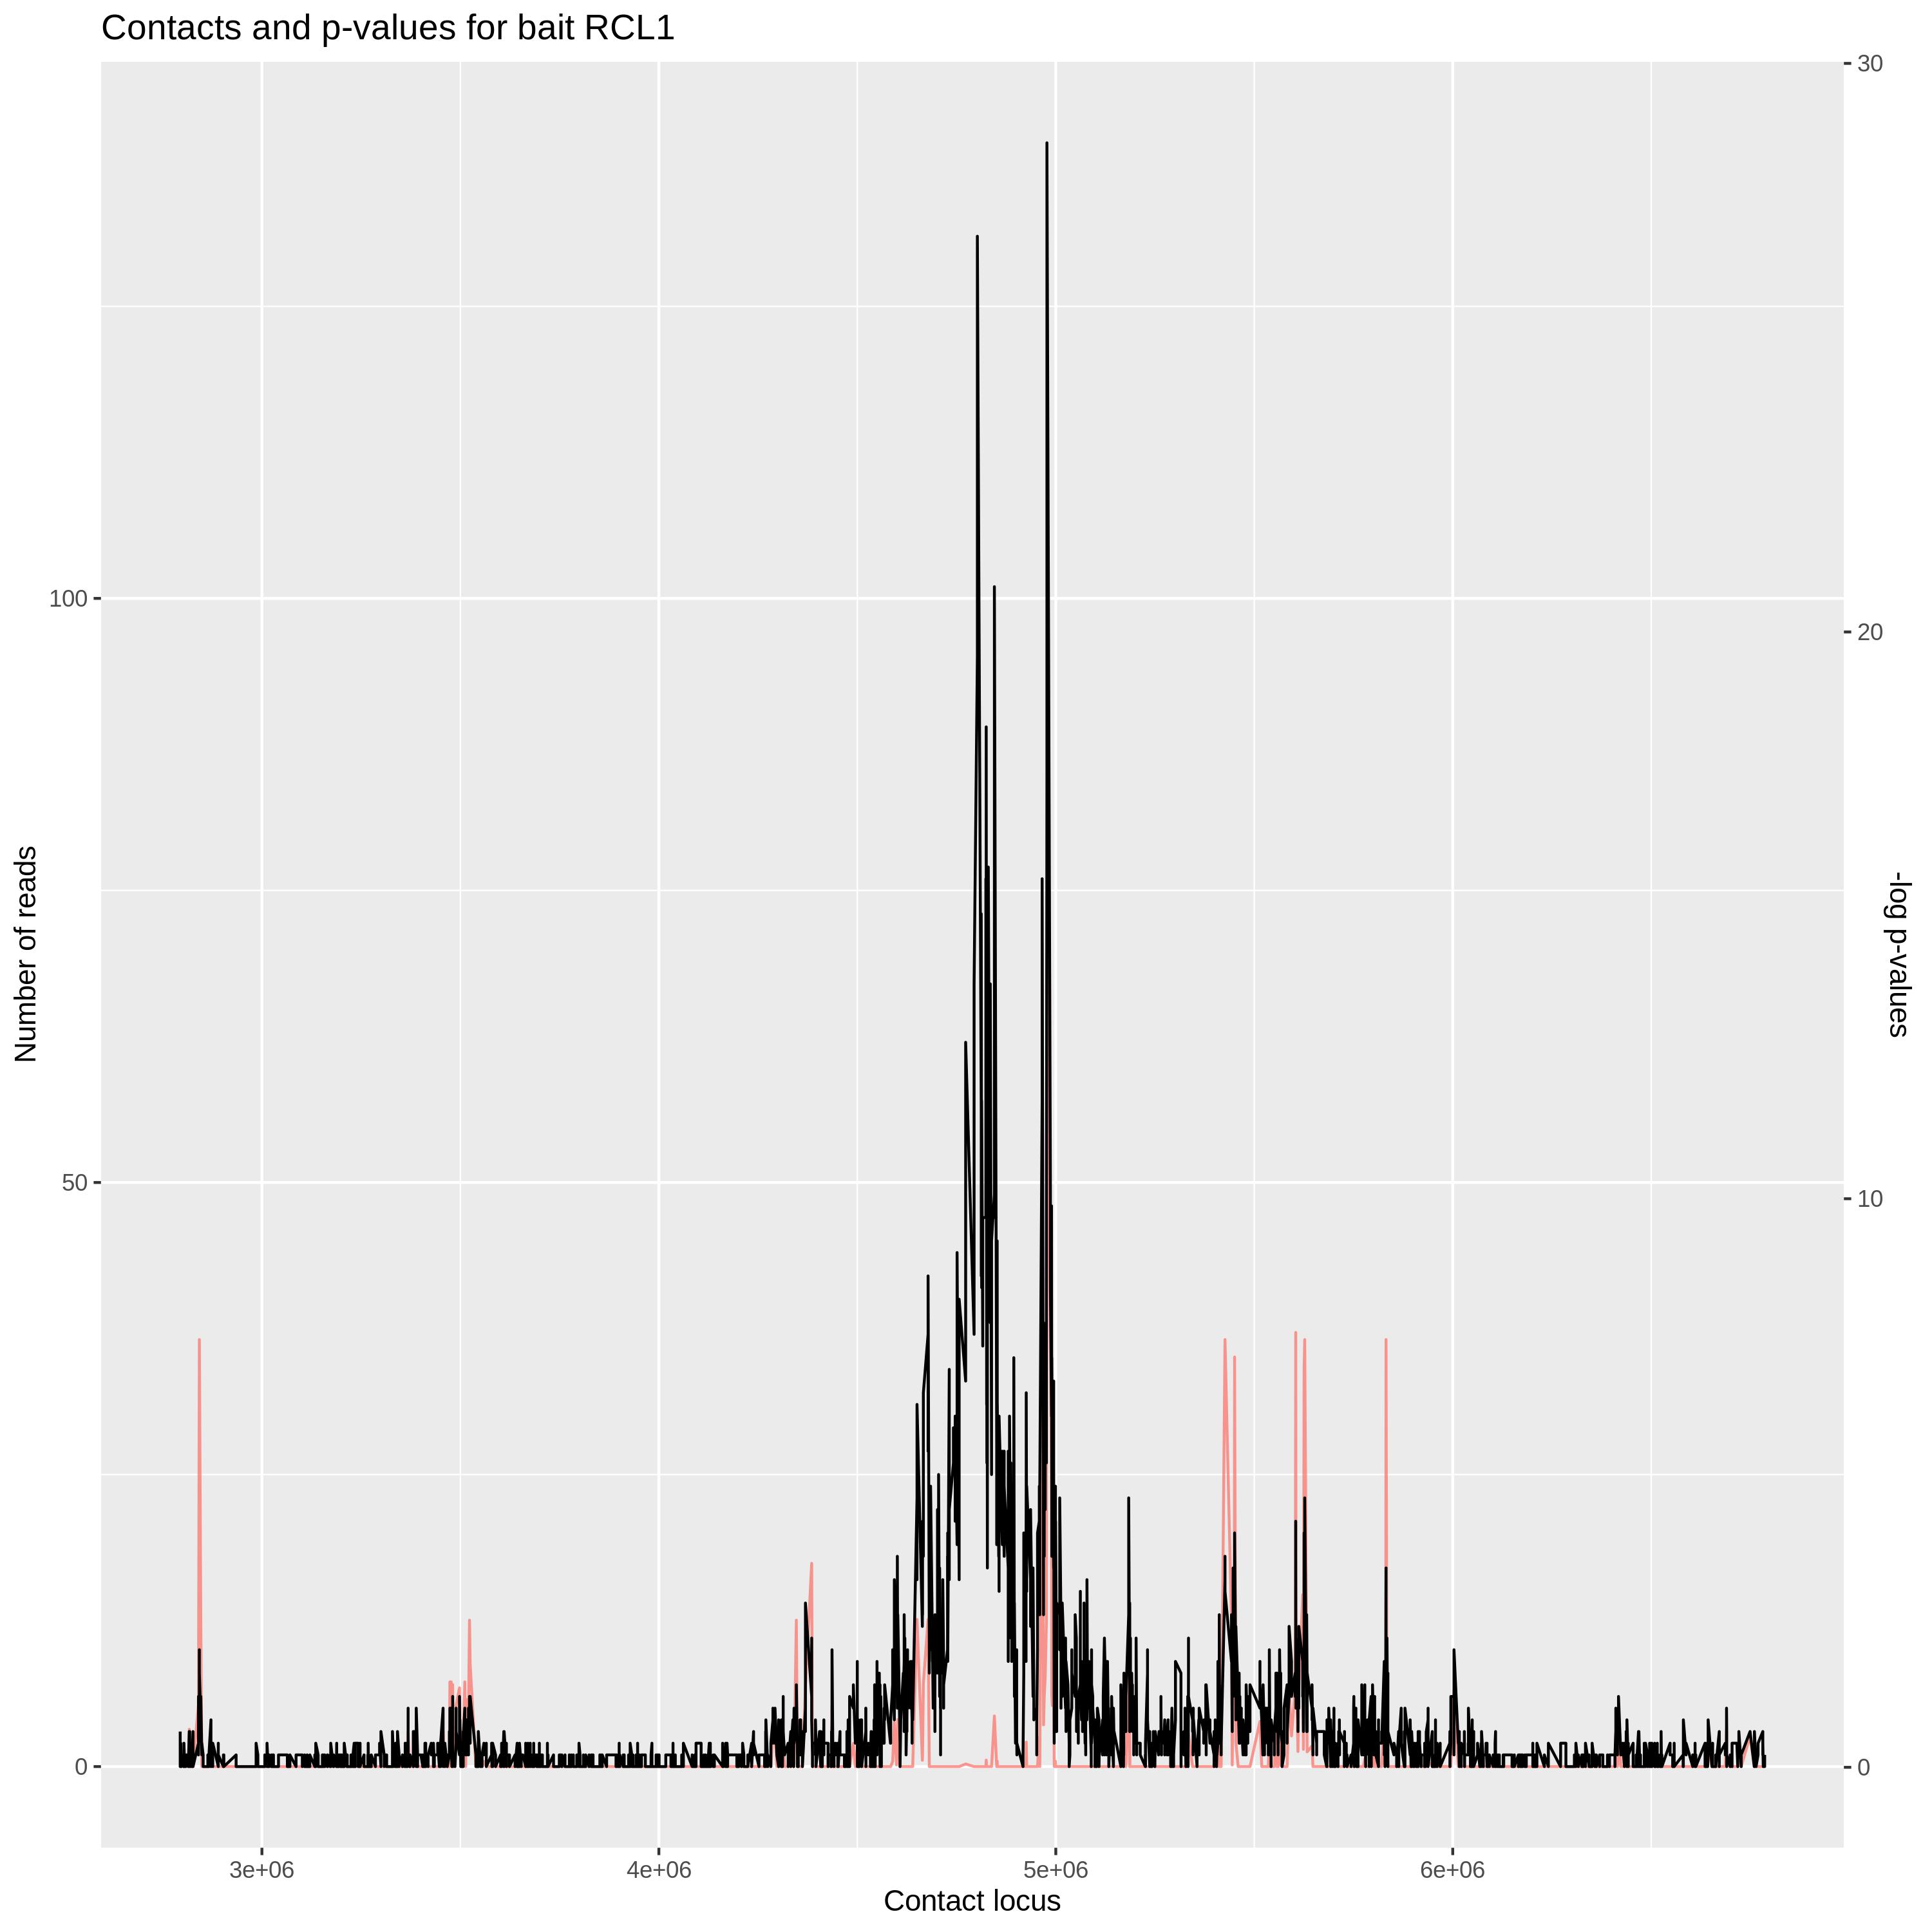 Contacts and p-values for bait RCL1
30
100
20
Number of reads
-log p-values
50
10
0
0
3e+06
4e+06
5e+06
6e+06
Contact locus